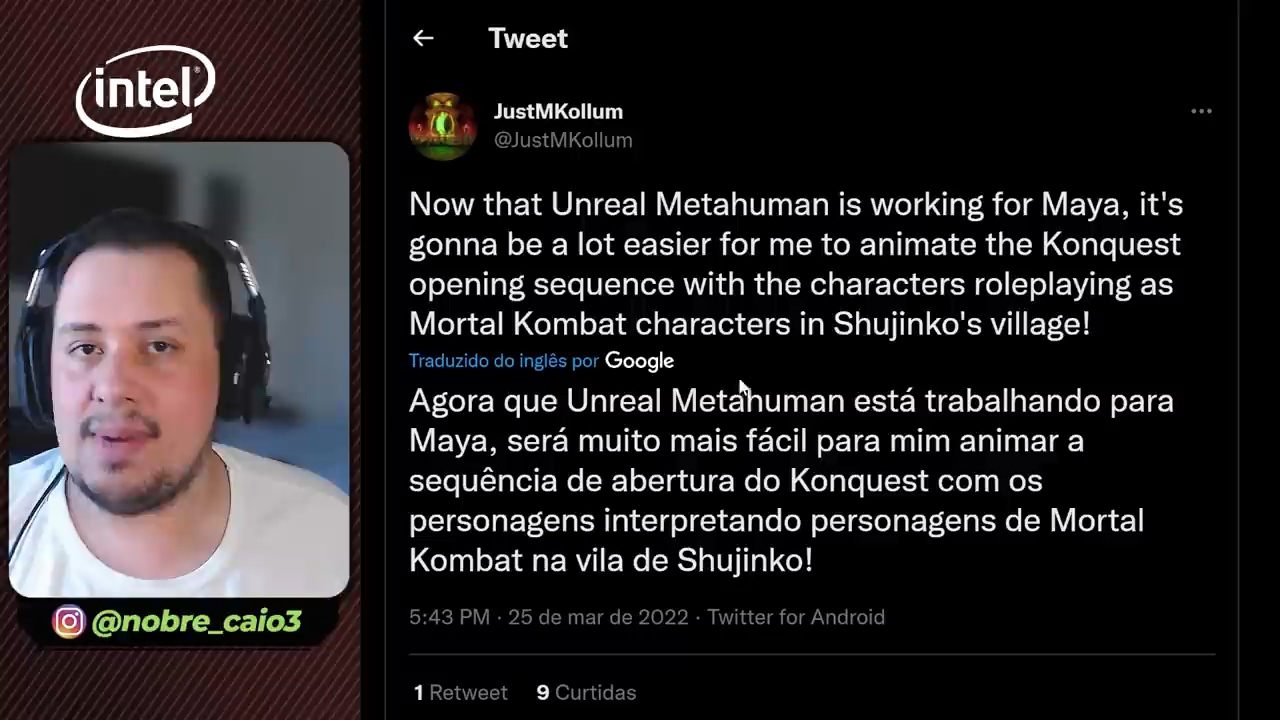 intel®
@nobre_caio3
← Tweet
JustMKollum
@JustMKollum
Now that Unreal Metahuman is working for Maya, it's
gonna be a lot easier for me to animate the Konquest
opening sequence with the characters roleplaying as
Mortal Kombat characters in Shujinko's village!
Traduzido do inglês por Google
Agora que Unreal Metahuman está trabalhando para
Maya, será muito mais fácil para mim animar a
sequência de abertura do Konquest com os
personagens interpretando personagens de Mortal
Kombat na vila de Shujinko!
5:43 PM · 25 de mar de 2022 · Twitter for Android
1 Retweet 9 Curtidas